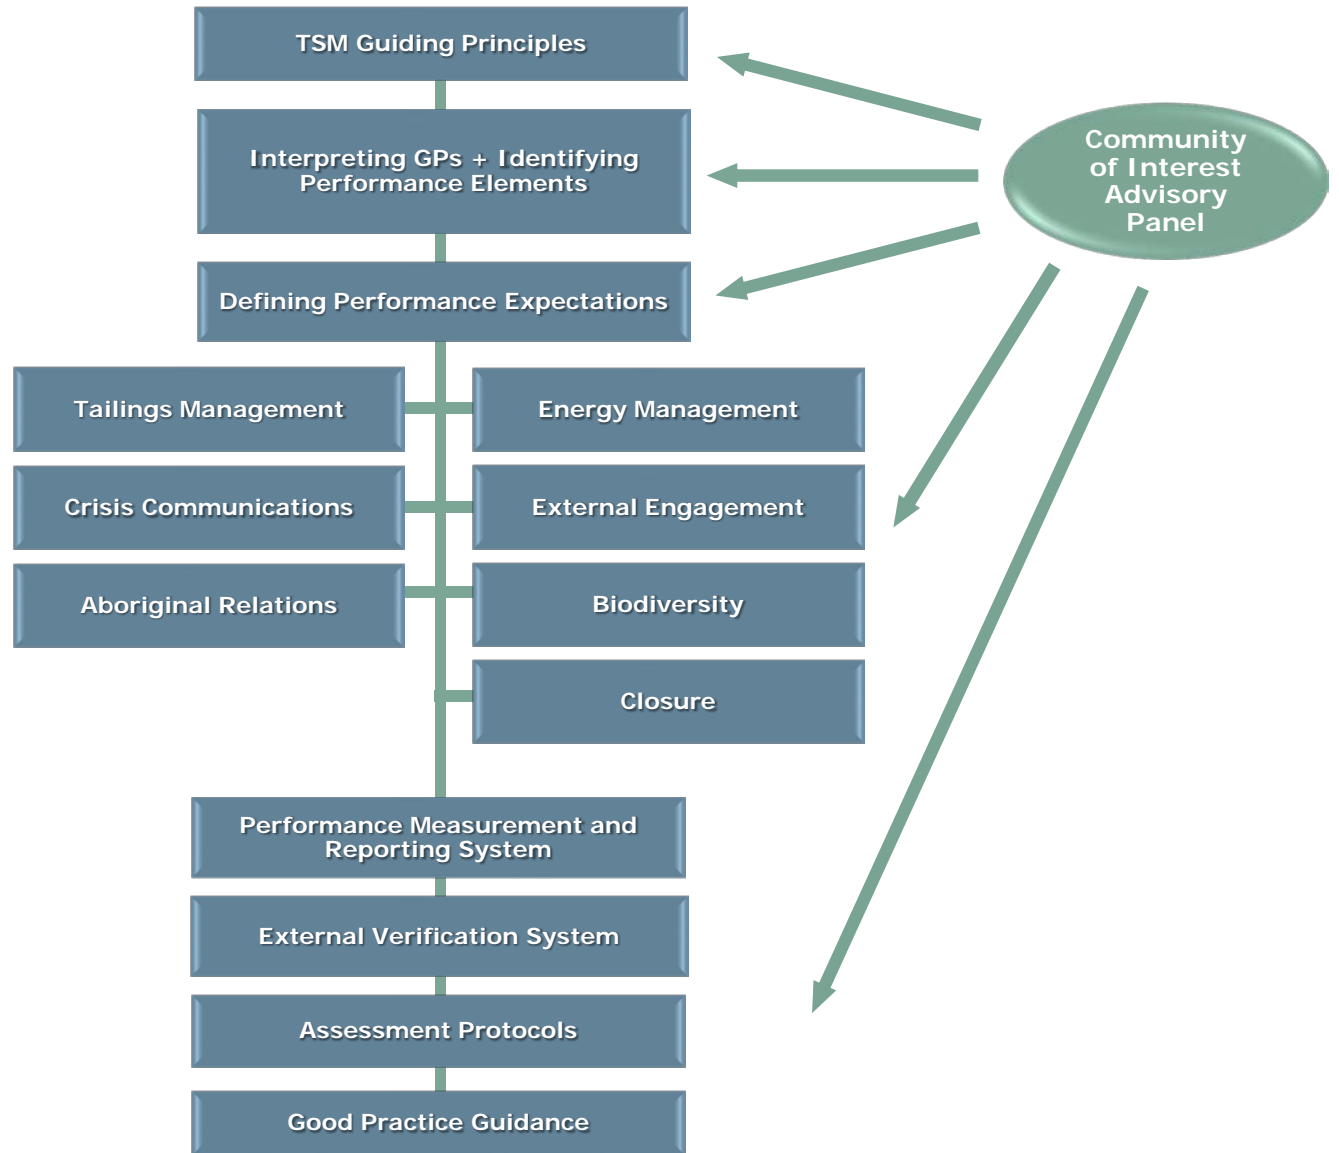 TSM Guiding Principles
Interpreting GPs + Identifying
Performance Elements
Defining Performance Expectations
Community
of Interest
Advisory
Panel
Tailings Management
Energy Management
Crisis Communications
External Engagement
Aboriginal Relations
Biodiversity
Closure
Performance Measurement and
Reporting System
External Verification System
Assessment Protocols
Good Practice Guidance